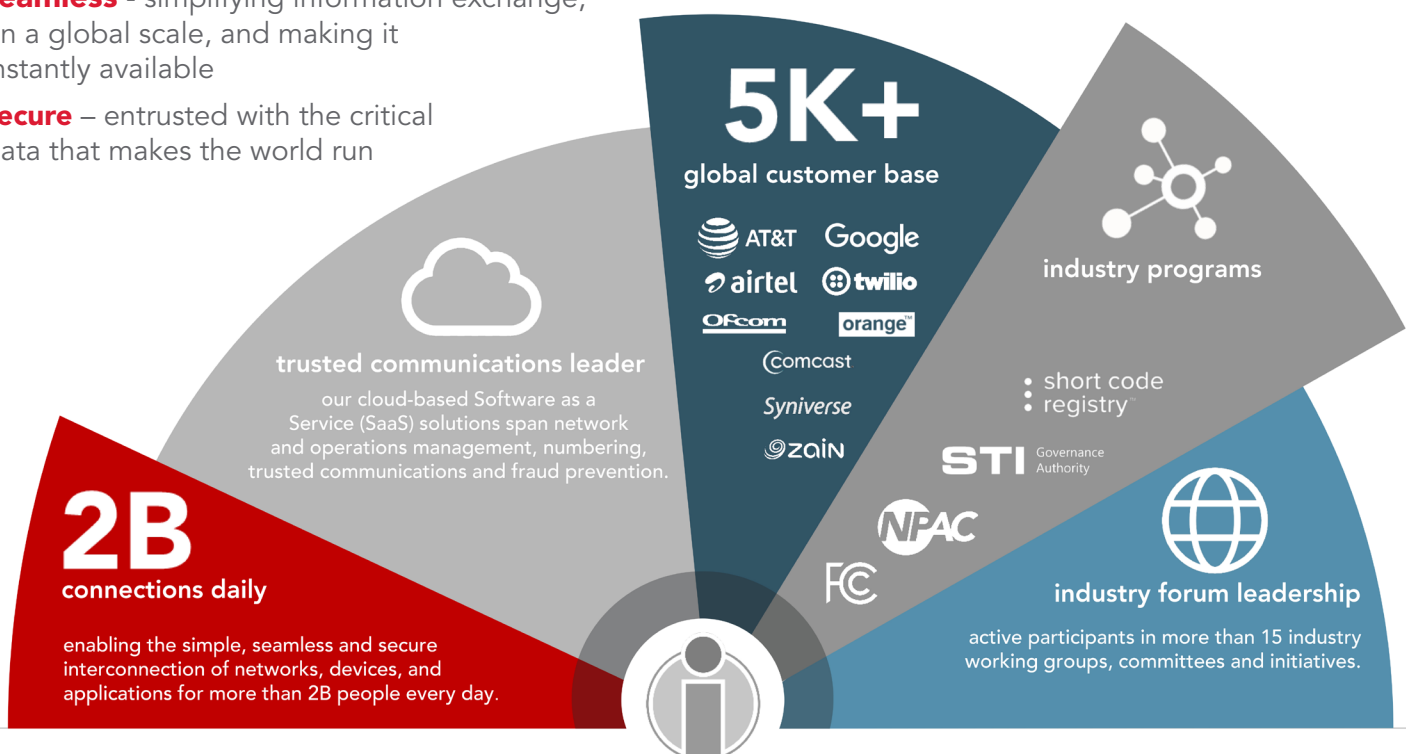 eamless - simplifying information exchange,
n a global scale, and making it
nstantly available
ecure – entrusted with the critical
ata that makes the world run
2B
connections daily
enabling the simple, seamless and secure
interconnection of networks, devices, and
applications for more than 2B people every day.
trusted communications leader
our cloud-based Software as a
Service (SaaS) solutions span network
and operations management, numbering,
trusted communications and fraud prevention.
5K+
global customer base
AT&T Google
airtel twilio
Ofcom orange™
comcast
Syniverse
zain
industry programs
short code
registry™
STI Governance
Authority
NPAC
FCC
industry forum leadership
active participants in more than 15 industry
working groups, committees and initiatives.